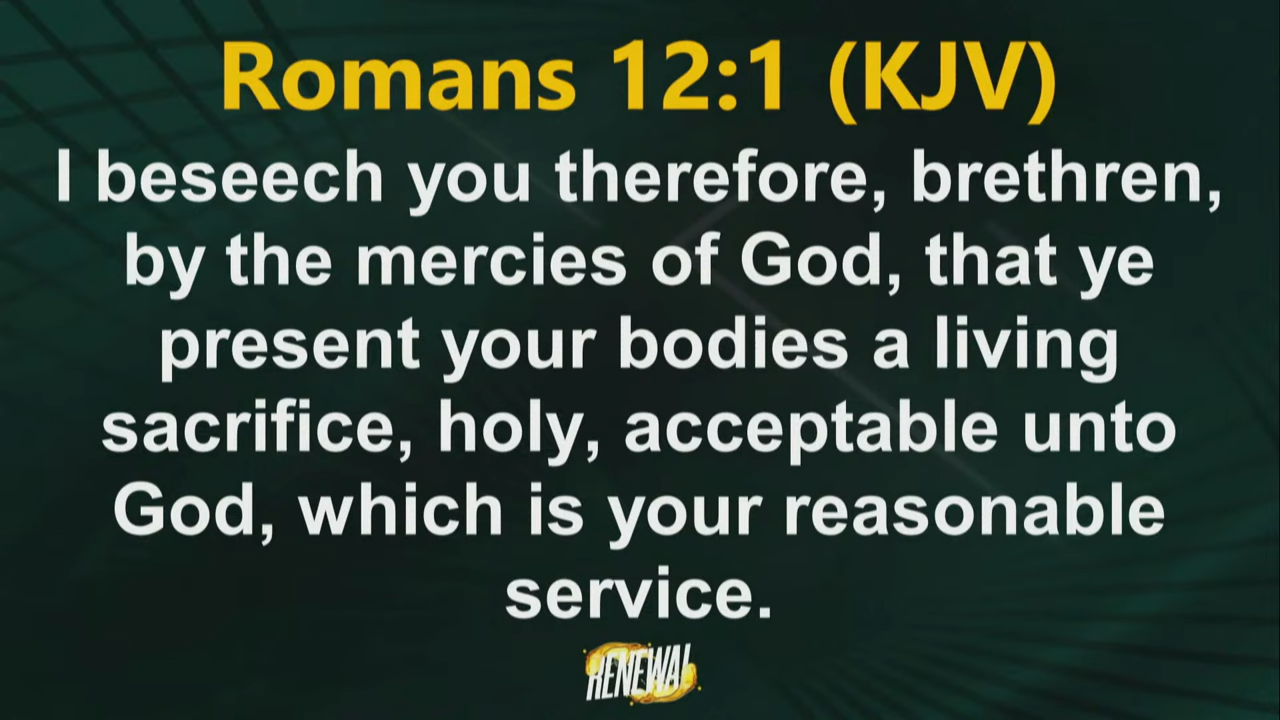 Romans 12:1 (KJV)
I beseech you therefore, brethren,
by the mercies of God, that ye
present your bodies a living
sacrifice, holy, acceptable unto
God, which is your reasonable
service.
RENEWAL